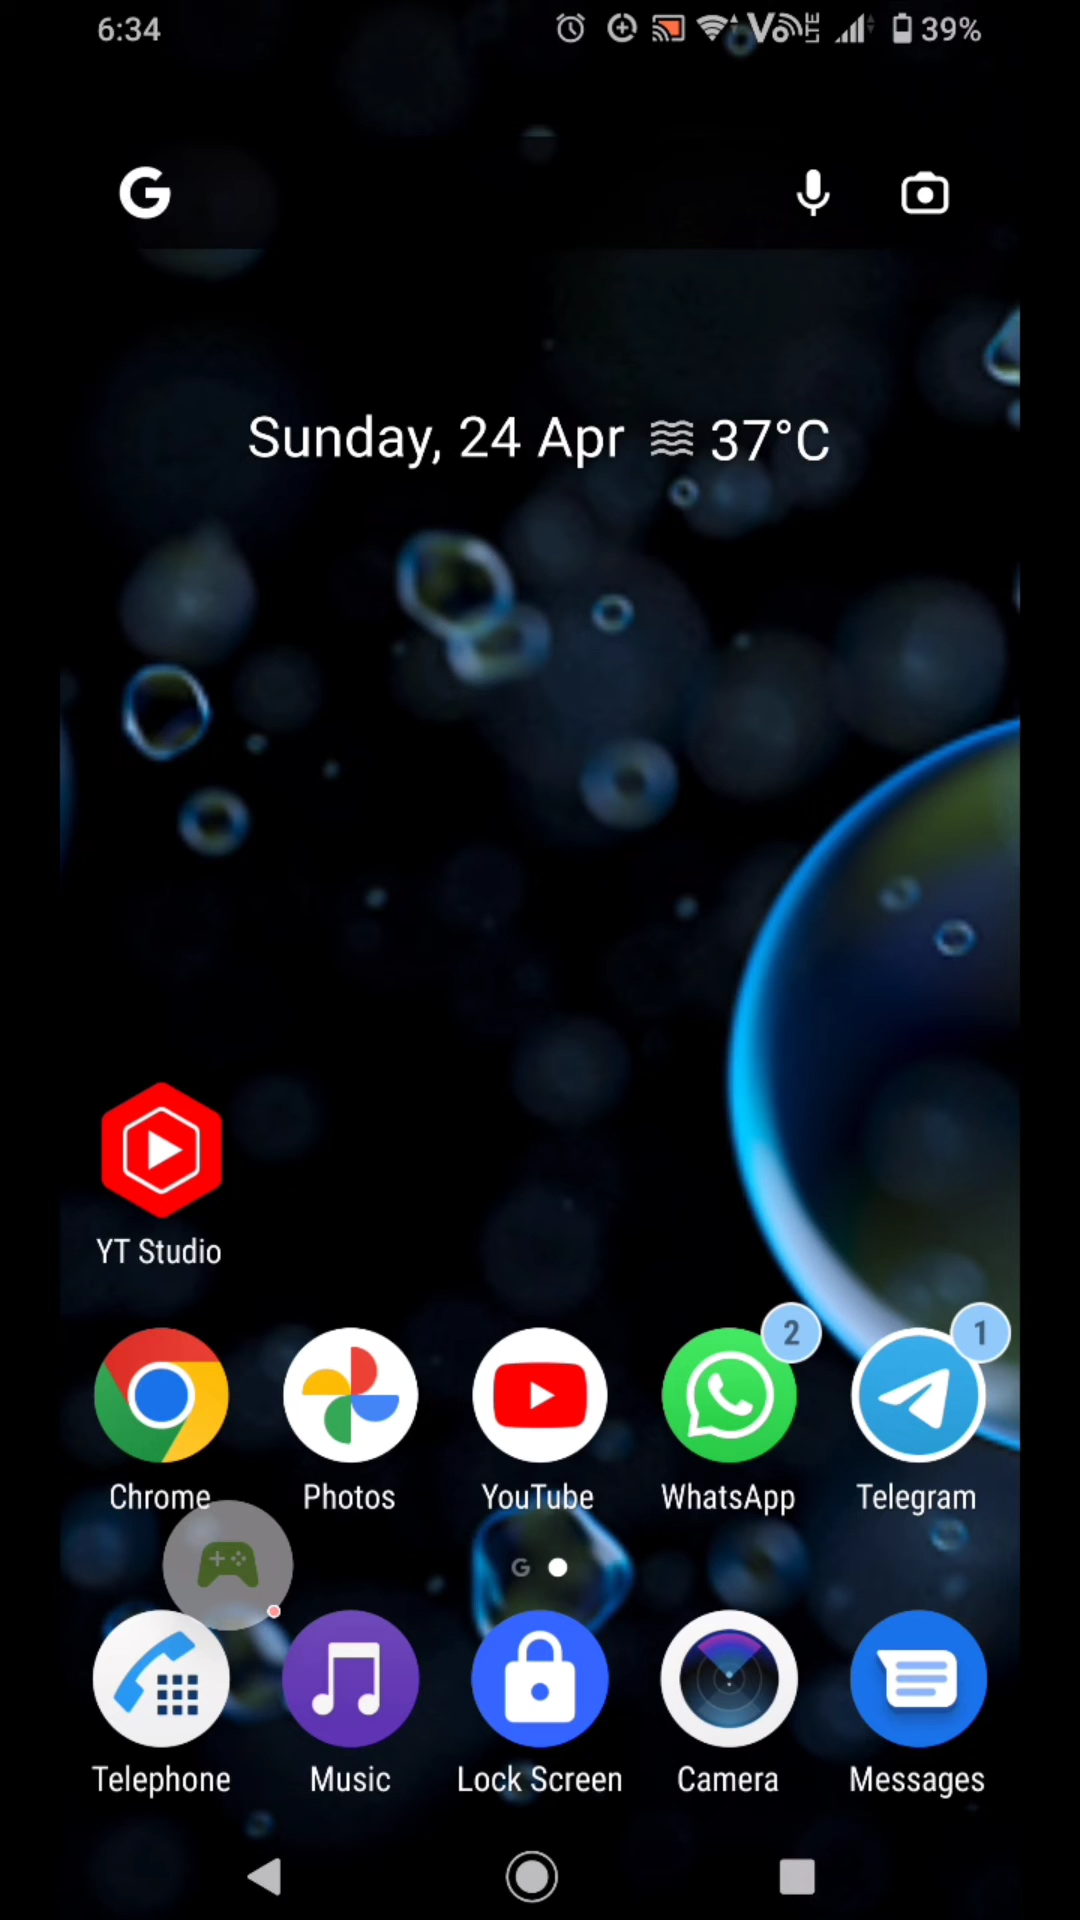 6:34 VoLTE 39%
G
Sunday, 24 Apr 37°C
YT Studio
2 1
Chrome Photos YouTube WhatsApp Telegram
G
Telephone Music Lock Screen Camera Messages